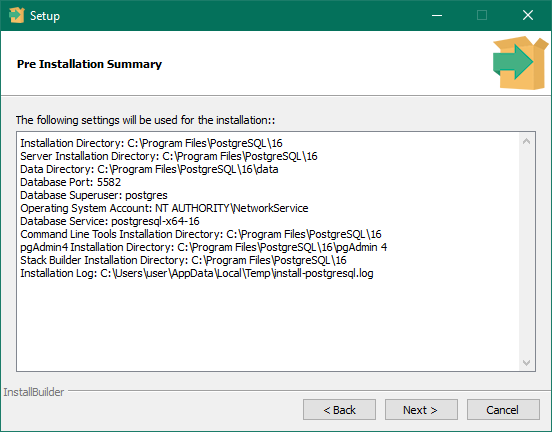 Setup
Pre Installation Summary
The following settings will be used for the installation::
Installation Directory: C:\Program Files\PostgreSQL\16
Server Installation Directory: C:\Program Files\PostgreSQL\16
Data Directory: C:\Program Files\PostgreSQL\16\data
Database Port: 5582
Database Superuser: postgres
Operating System Account: NT AUTHORITY\NetworkService
Database Service: postgresql-x64-16
Command Line Tools Installation Directory: C:\Program Files\PostgreSQL\16
pgAdmin4 Installation Directory: C:\Program Files\PostgreSQL\16\pgAdmin 4
Stack Builder Installation Directory: C:\Program Files\PostgreSQL\16
Installation Log: C:\Users\user\AppData\Local\Temp\install-postgresql.log
InstallBuilder
< Back
Next >
Cancel